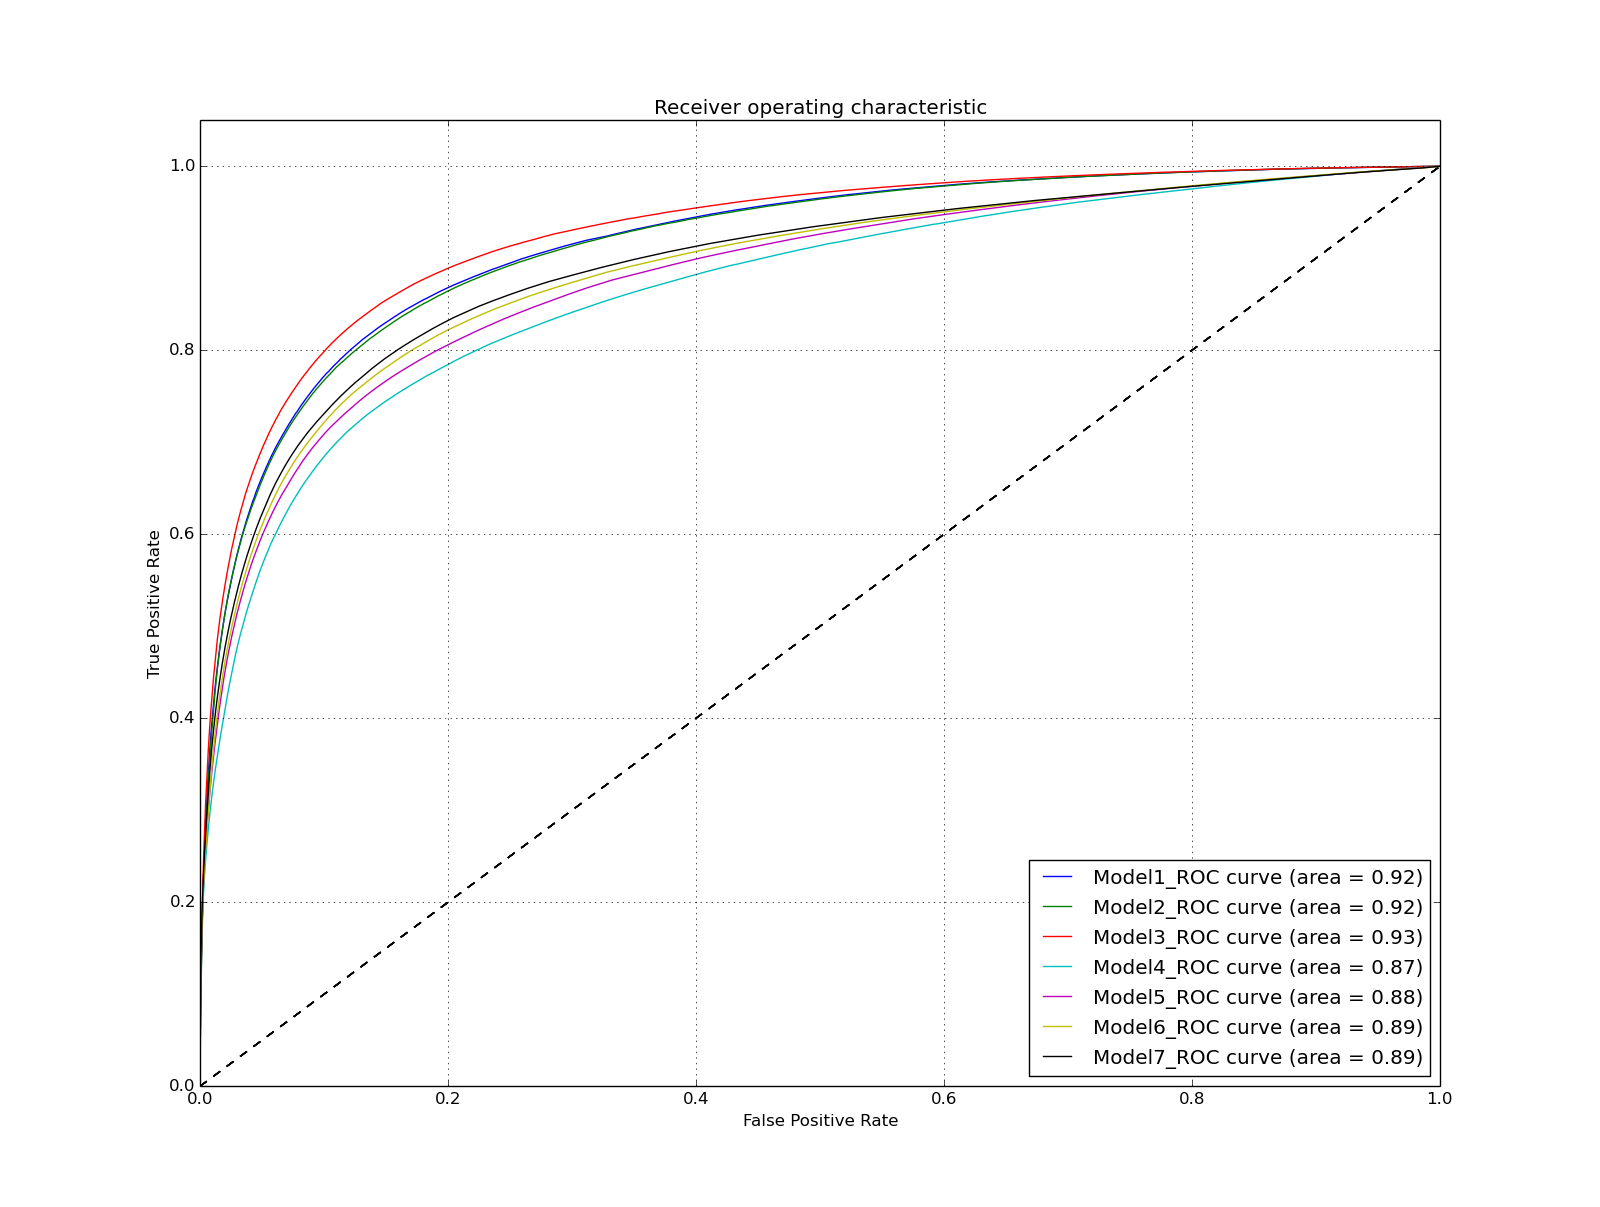 Receiver operating characteristic
1.0
0.8
0.6
0.4
0.2
0.0
True Positive Rate
0.0 0.2 0.4 0.6 0.8 1.0
False Positive Rate
Model1_ROC curve (area = 0.92)
Model2_ROC curve (area = 0.92)
Model3_ROC curve (area = 0.93)
Model4_ROC curve (area = 0.87)
Model5_ROC curve (area = 0.88)
Model6_ROC curve (area = 0.89)
Model7_ROC curve (area = 0.89)